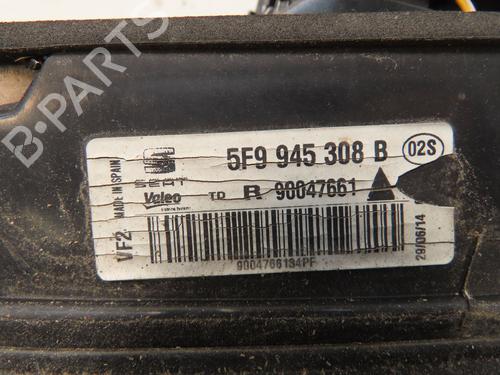 B-PARTS
5F9 945 308 B
02S
SEAT
Valeo
TD R 90047661
9004766134PF
VF2 MADE IN SPAIN
29/06/14